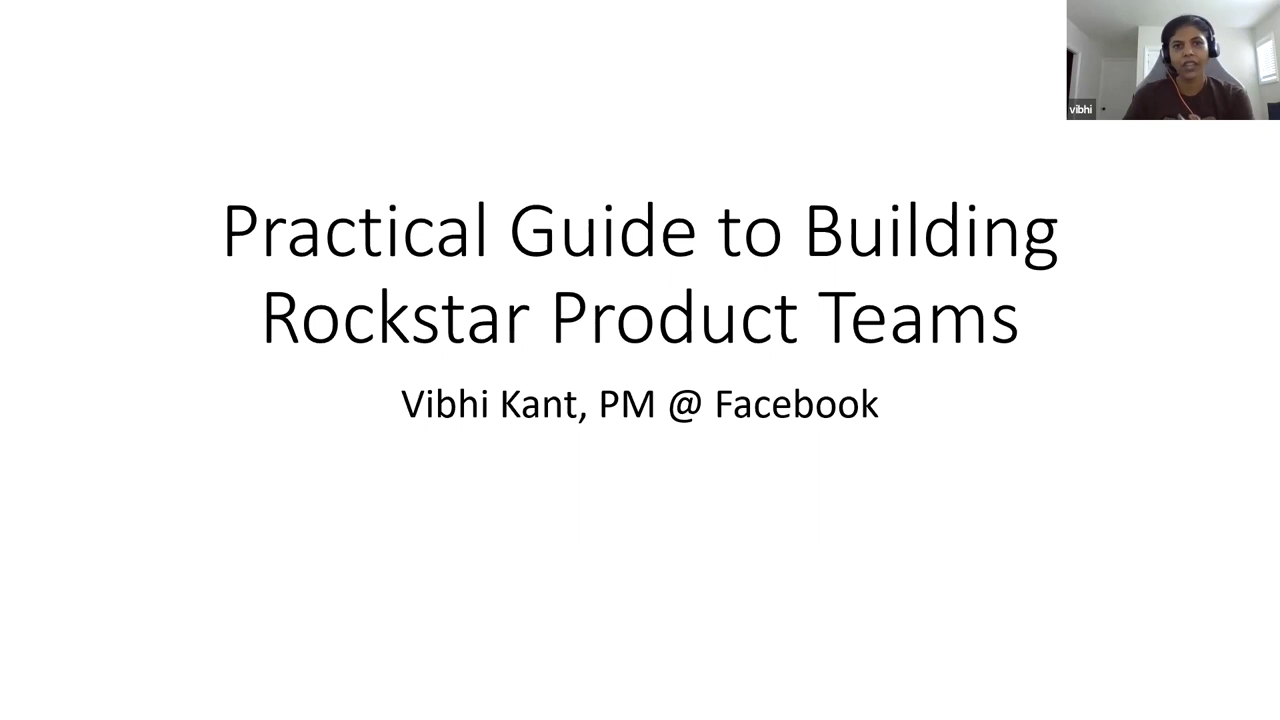 vibhi
Practical Guide to Building
Rockstar Product Teams
Vibhi Kant, PM @ Facebook